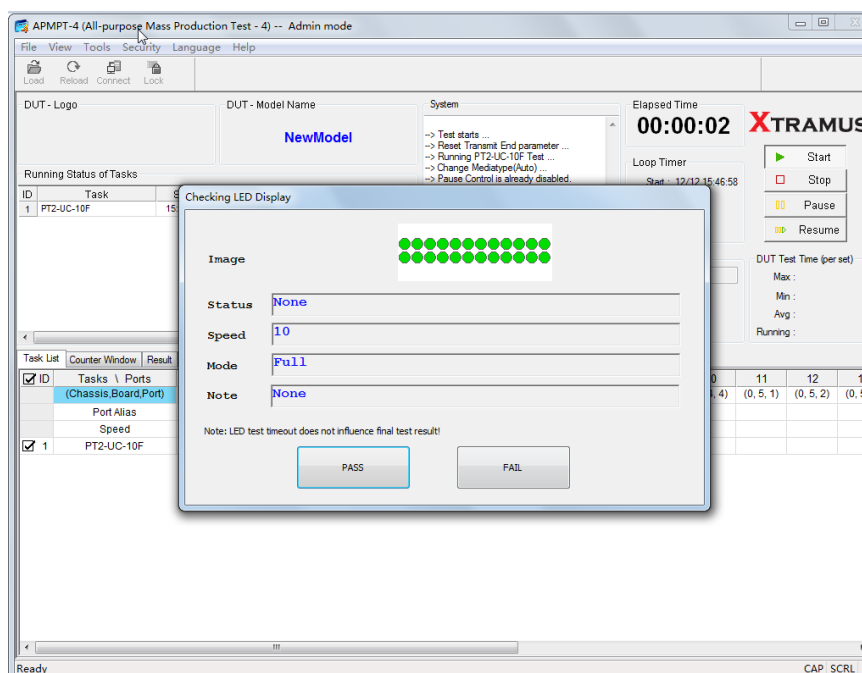 APMPT-4 (All-purpose Mass Production Test - 4) -- Admin mode
File View Tools Security Language Help
Load Reload Connect Lock
DUT - Logo
DUT - Model Name
NewModel
System
--> Test starts ...
--> Reset Transmit End parameter ...
--> Running PT2-UC-10F Test ...
--> Change Mediatype(Auto) ...
--> Pause Control is already disabled.
Elapsed Time
00:00:02
XTRAMUS
Loop Timer
Start : 12/12 15:46:58
Start
Stop
Pause
Resume
Running Status of Tasks
ID Task
1 PT2-UC-10F 15:
DUT Test Time (per set)
Max :
Min :
Avg :
Running :
Checking LED Display
Image
Status None
Speed 10
Mode Full
Note None
Note: LED test timeout does not influence final test result!
PASS FAIL
Task List Counter Window Result
ID Tasks \ Ports 11 12
(Chassis,Board,Port) , 4) (0, 5, 1) (0, 5, 2) (0,
Port Alias
Speed
1 PT2-UC-10F
Ready CAP SCRL